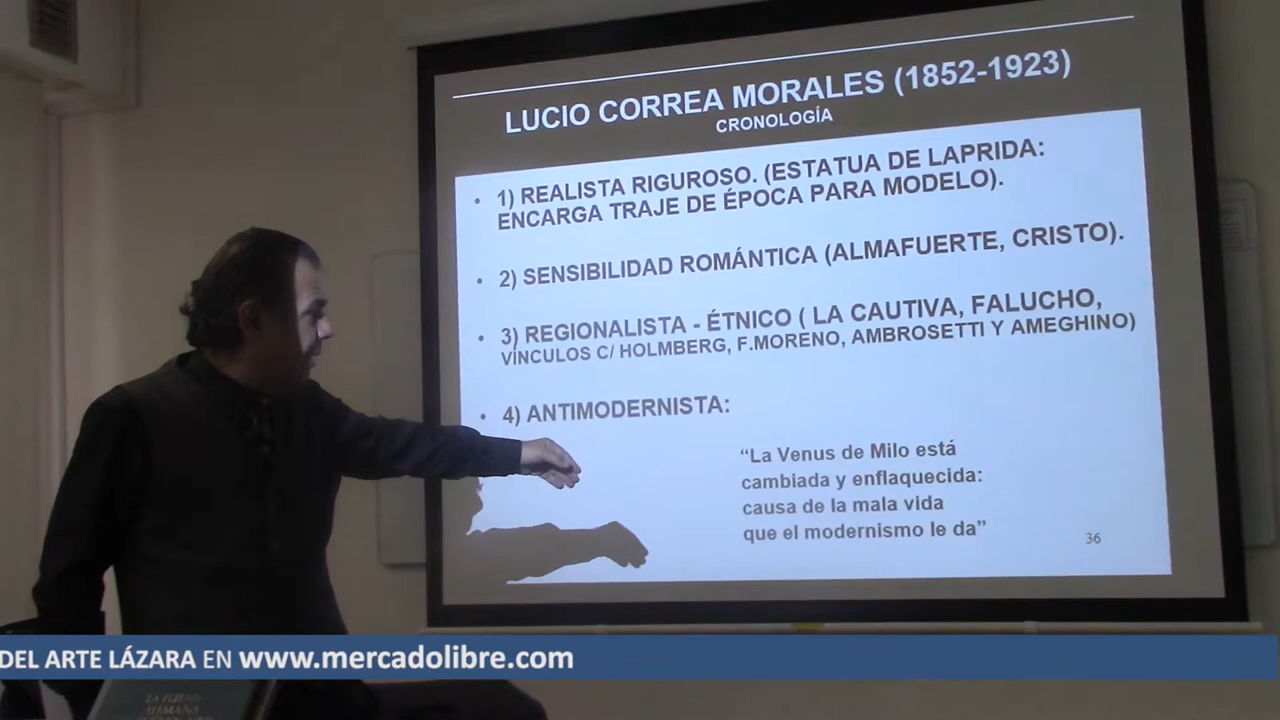 LUCIO CORREA MORALES (1852-1923)
CRONOLOGÍA
• 1) REALISTA RIGUROSO. (ESTATUA DE LAPRIDA:
ENCARGA TRAJE DE ÉPOCA PARA MODELO).
• 2) SENSIBILIDAD ROMÁNTICA (ALMAFUERTE, CRISTO).
• 3) REGIONALISTA - ÉTNICO ( LA CAUTIVA, FALUCHO,
VÍNCULOS C/ HOLMBERG, F.MORENO, AMBROSETTI Y AMEGHINO)
• 4) ANTIMODERNISTA:
“La Venus de Milo está
cambiada y enflaquecida:
causa de la mala vida
que el modernismo le da”
36
DEL ARTE LÁZARA EN www.mercadolibre.com
ALEMANA